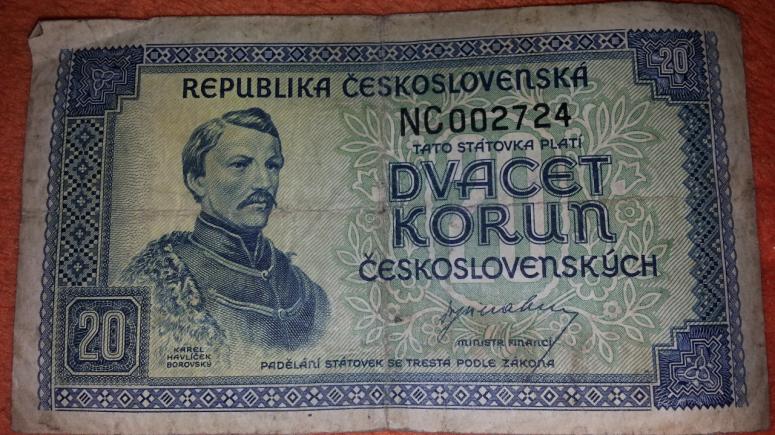 20
REPUBLIKA ČESKOSLOVENSKÁ
NC002724
TATO STÁTOVKA PLATÍ
DVACET
KORUN
ČESKOSLOVENSKÝCH
MINISTR FINANCÍ
20
KAREL
HAVLÍČEK
BOROVSKÝ
PADĚLÁNÍ STÁTOVEK SE TRESTÁ PODLE ZÁKONA